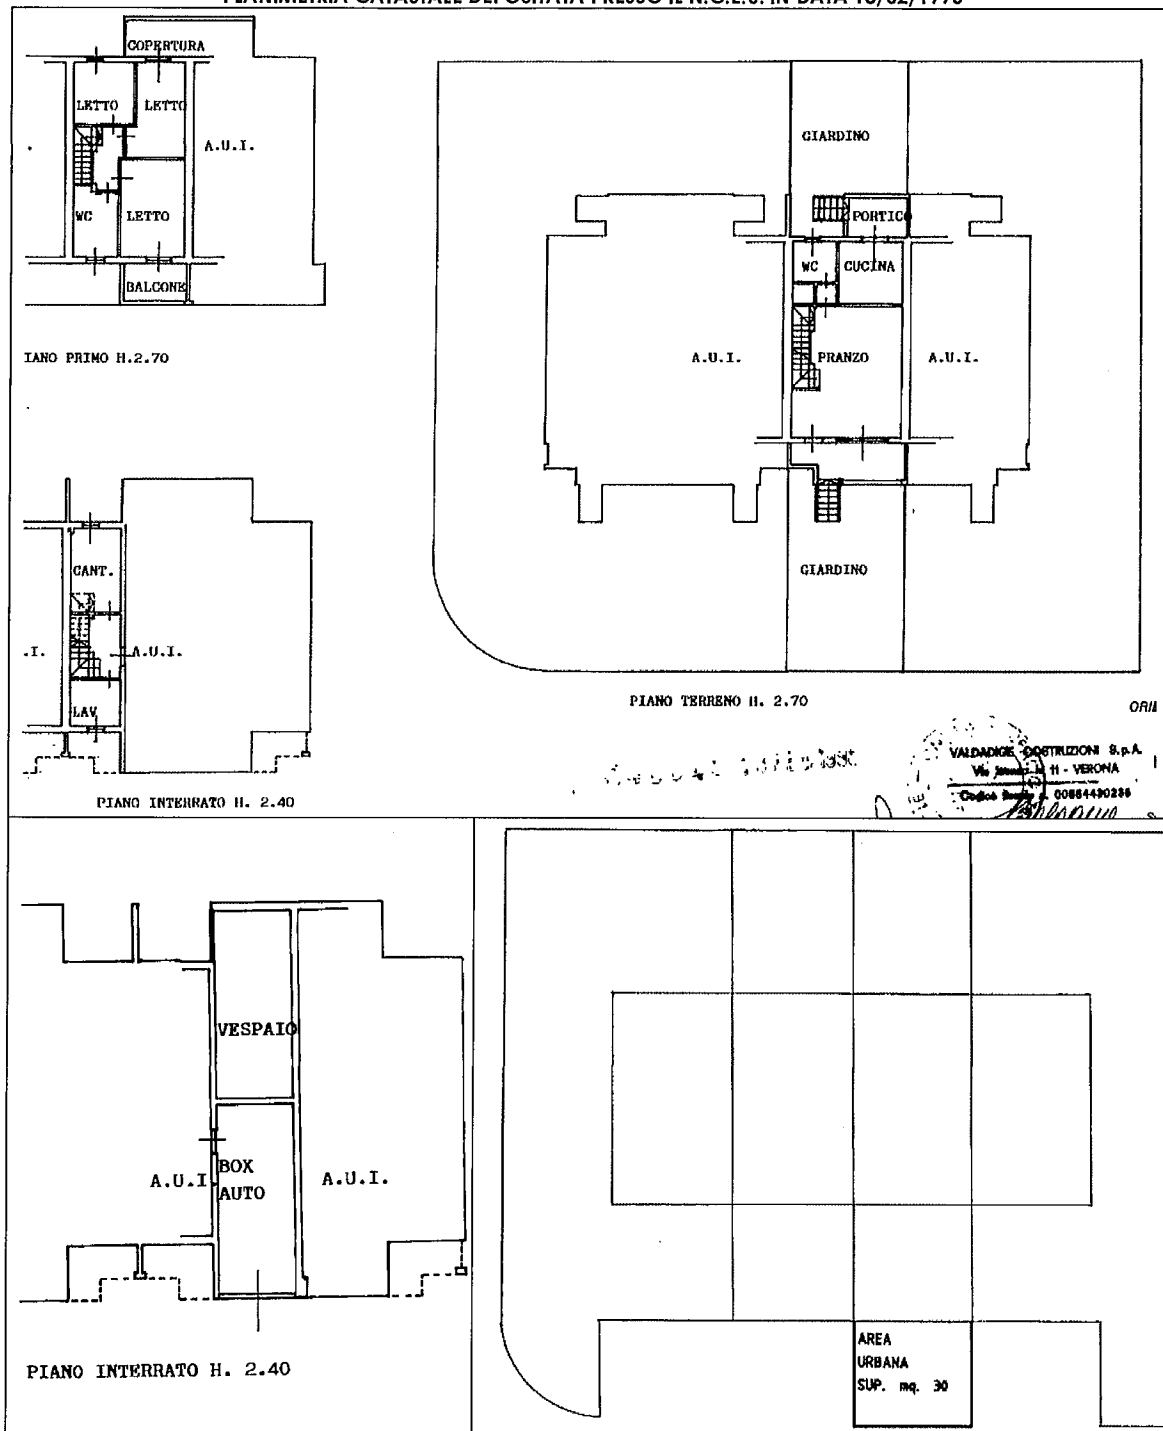 COPERTURA
LETTO LETTO
A.U.I.
WC LETTO
BALCONE
IANO PRIMO H.2.70
GIARDINO
PORTICO
WC CUCINA
A.U.I. PRANZO A.U.I.
GIARDINO
PIANO TERRENO H. 2.70
CANT.
.I. A.U.I.
LAV
PIANO INTERRATO H. 2.40
VALDADIGE COSTRUZIONI S.p.A.
11 - VERONA
VESPAIO
A.U.I BOX
AUTO
A.U.I.
PIANO INTERRATO H. 2.40
AREA
URBANA
SUP. mq. 30